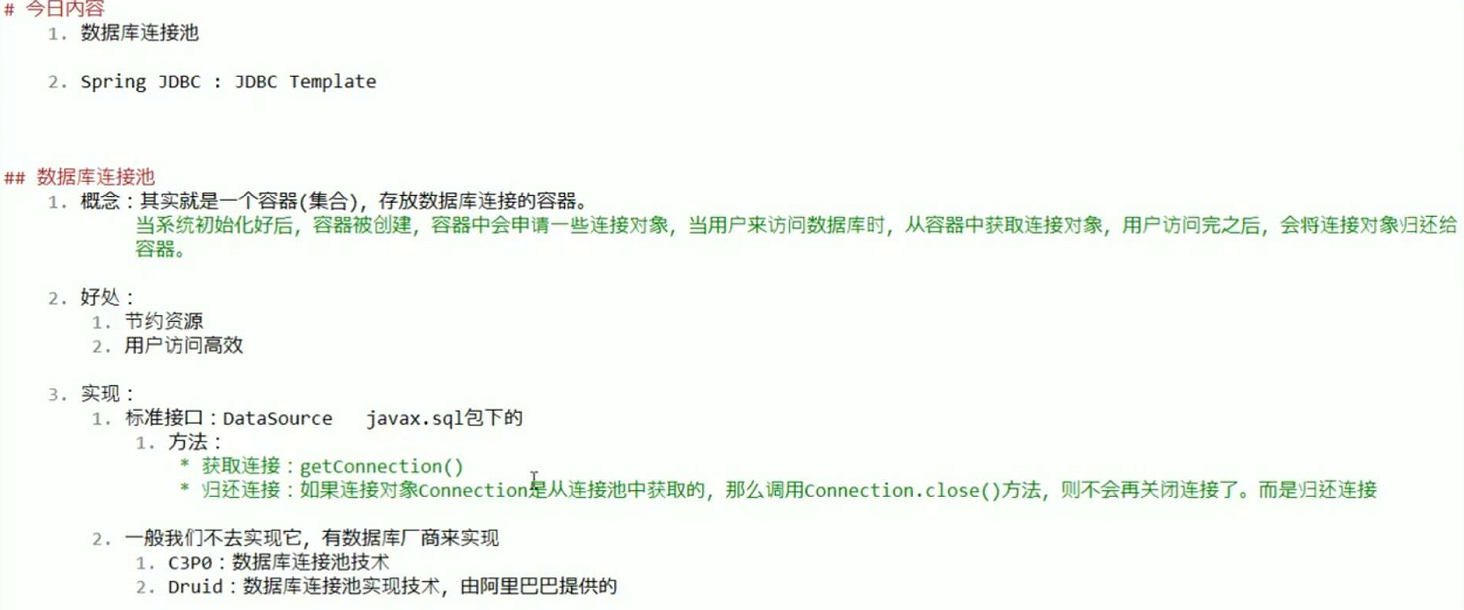 # 今日内容
1. 数据库连接池
2. Spring JDBC : JDBC Template
## 数据库连接池
1. 概念：其实就是一个容器(集合)，存放数据库连接的容器。
当系统初始化好后，容器被创建，容器中会申请一些连接对象，当用户来访问数据库时，从容器中获取连接对象，用户访问完之后，会将连接对象归还给
容器。
2. 好处：
1. 节约资源
2. 用户访问高效
3. 实现：
1. 标准接口：DataSource javax.sql包下的
1. 方法：
* 获取连接：getConnection()
* 归还连接：如果连接对象Connection是从连接池中获取的，那么调用Connection.close()方法，则不会再关闭连接了。而是归还连接
2. 一般我们不去实现它，有数据库厂商来实现
1. C3P0：数据库连接池技术
2. Druid：数据库连接池实现技术，由阿里巴巴提供的